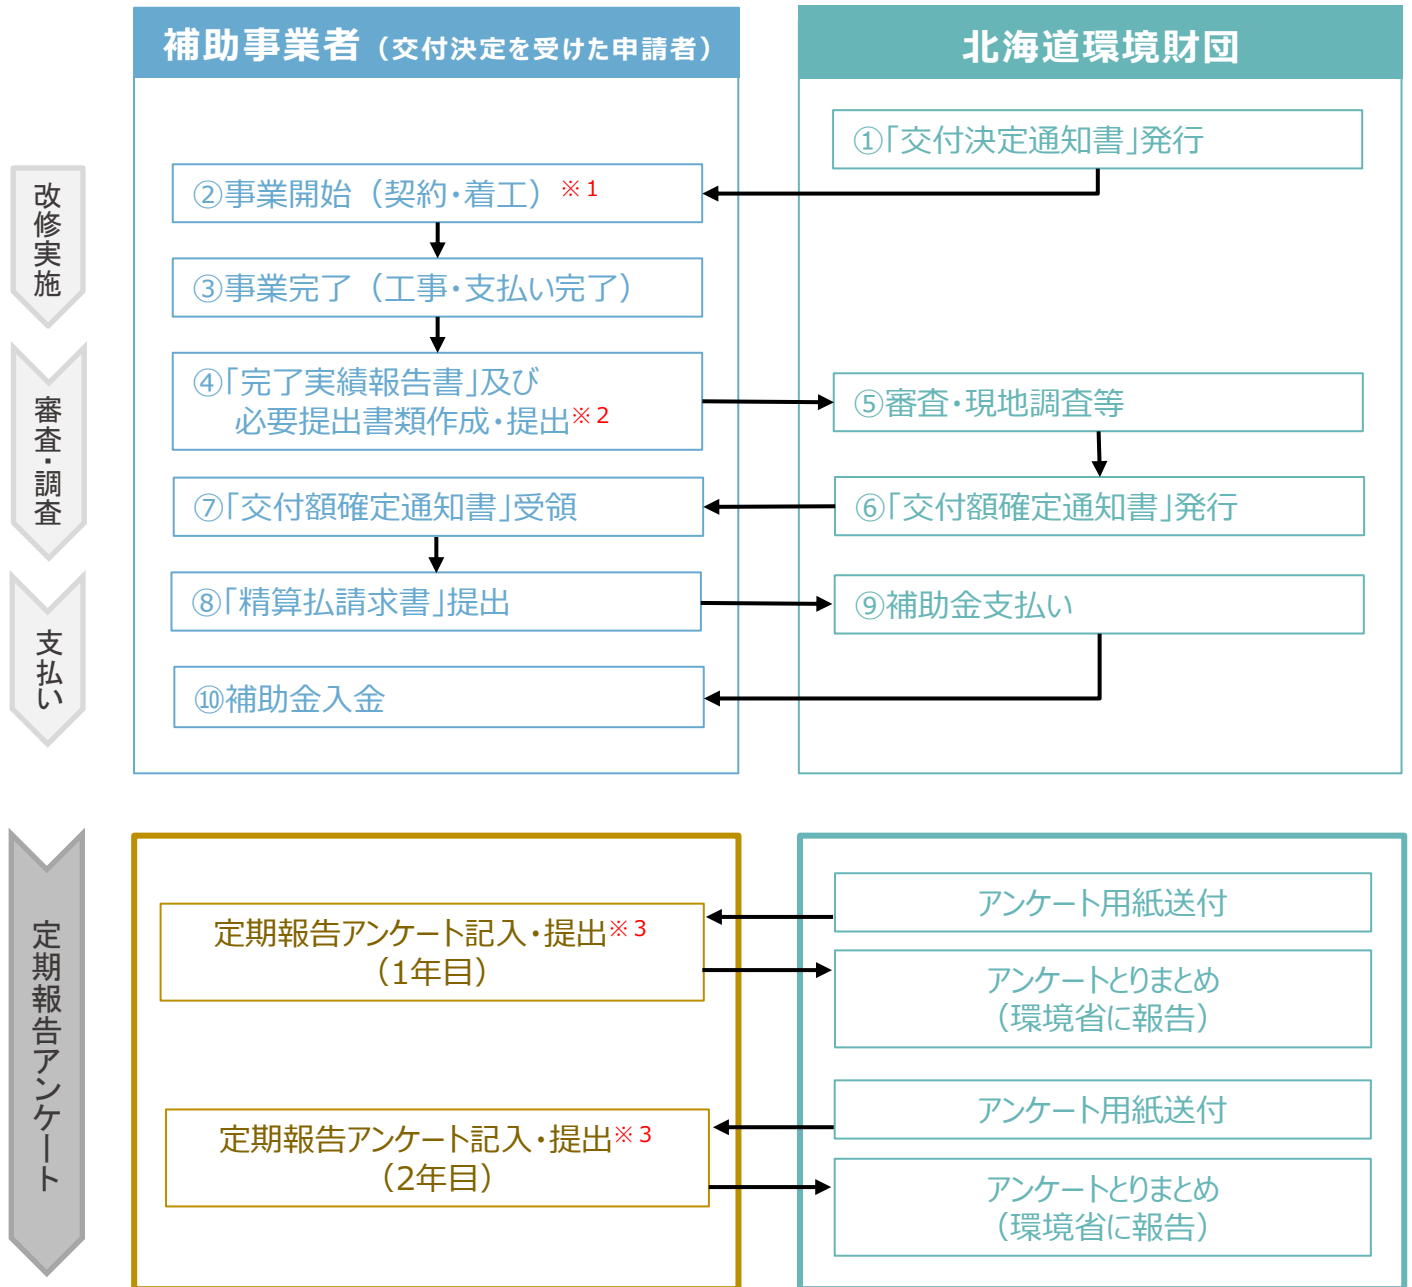 補助事業者（交付決定を受けた申請者）
北海道環境財団
改修実施
①「交付決定通知書」発行
②事業開始（契約・着工）※1
③事業完了（工事・支払い完了）
審査・調査
④「完了実績報告書」及び
必要提出書類作成・提出※2
⑤審査・現地調査等
⑦「交付額確定通知書」受領
⑥「交付額確定通知書」発行
支払い
⑧「精算払請求書」提出
⑨補助金支払い
⑩補助金入金
定期報告アンケート
アンケート用紙送付
定期報告アンケート記入・提出※3
（1年目）
アンケートとりまとめ
（環境省に報告）
アンケート用紙送付
定期報告アンケート記入・提出※3
（2年目）
アンケートとりまとめ
（環境省に報告）